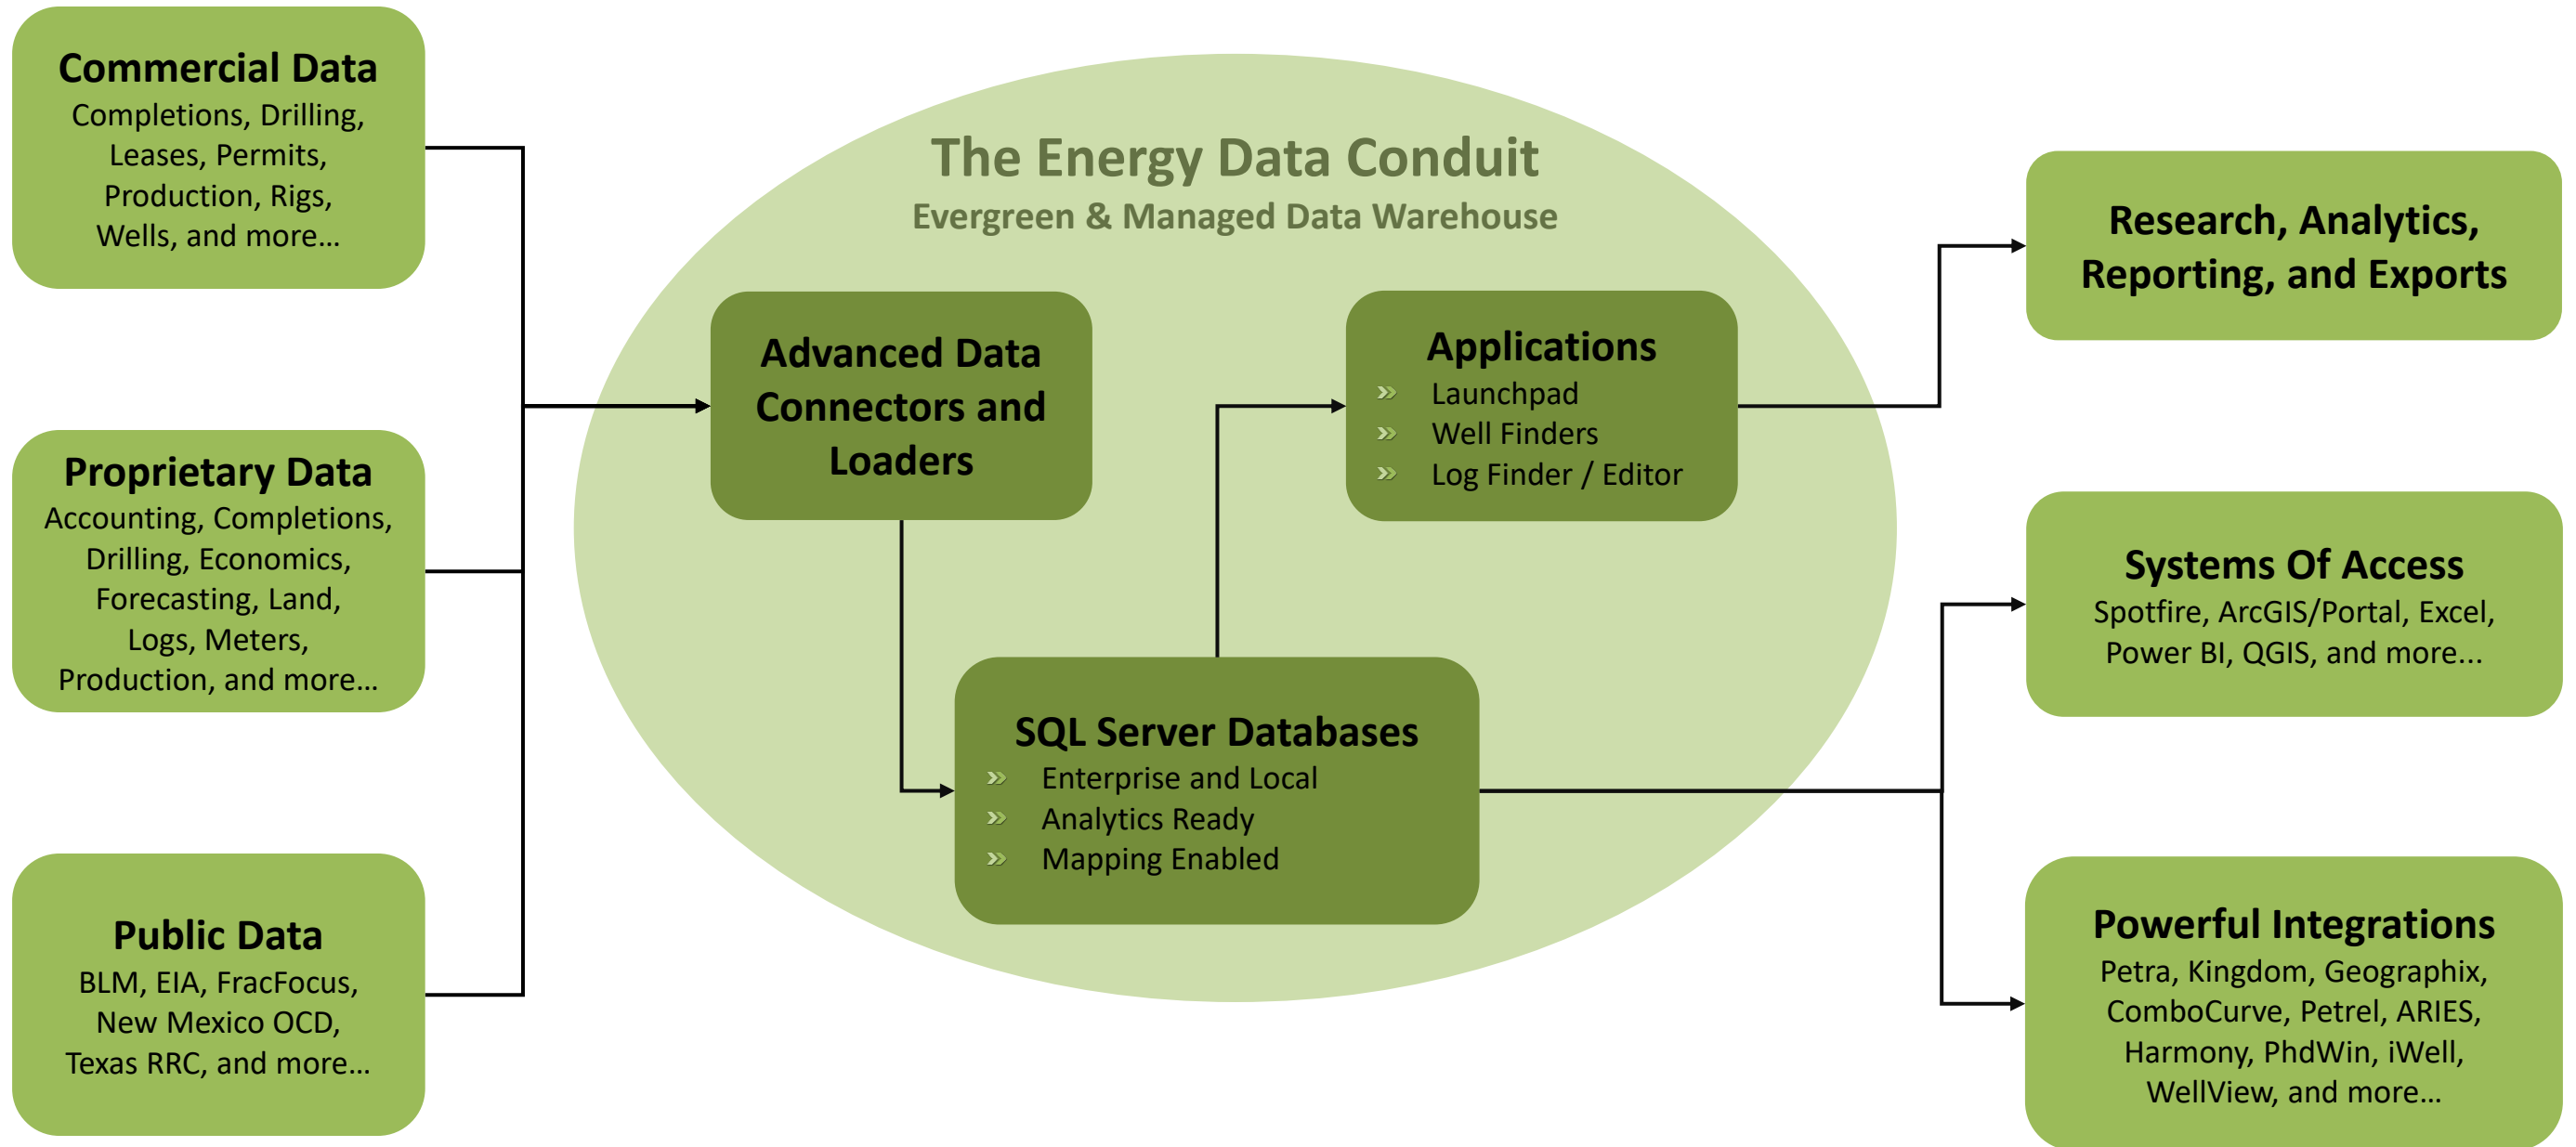 Commercial Data
Completions, Drilling,
Leases, Permits,
Production, Rigs,
Wells, and more…
Proprietary Data
Accounting, Completions,
Drilling, Economics,
Forecasting, Land,
Logs, Meters,
Production, and more…
Public Data
BLM, EIA, FracFocus,
New Mexico OCD,
Texas RRC, and more…
The Energy Data Conduit
Evergreen & Managed Data Warehouse
Advanced Data
Connectors and
Loaders
Applications
Launchpad
Well Finders
Log Finder / Editor
SQL Server Databases
Enterprise and Local
Analytics Ready
Mapping Enabled
Research, Analytics,
Reporting, and Exports
Systems Of Access
Spotfire, ArcGIS/Portal, Excel,
Power BI, QGIS, and more...
Powerful Integrations
Petra, Kingdom, Geographix,
ComboCurve, Petrel, ARIES,
Harmony, PhdWin, iWell,
WellView, and more…